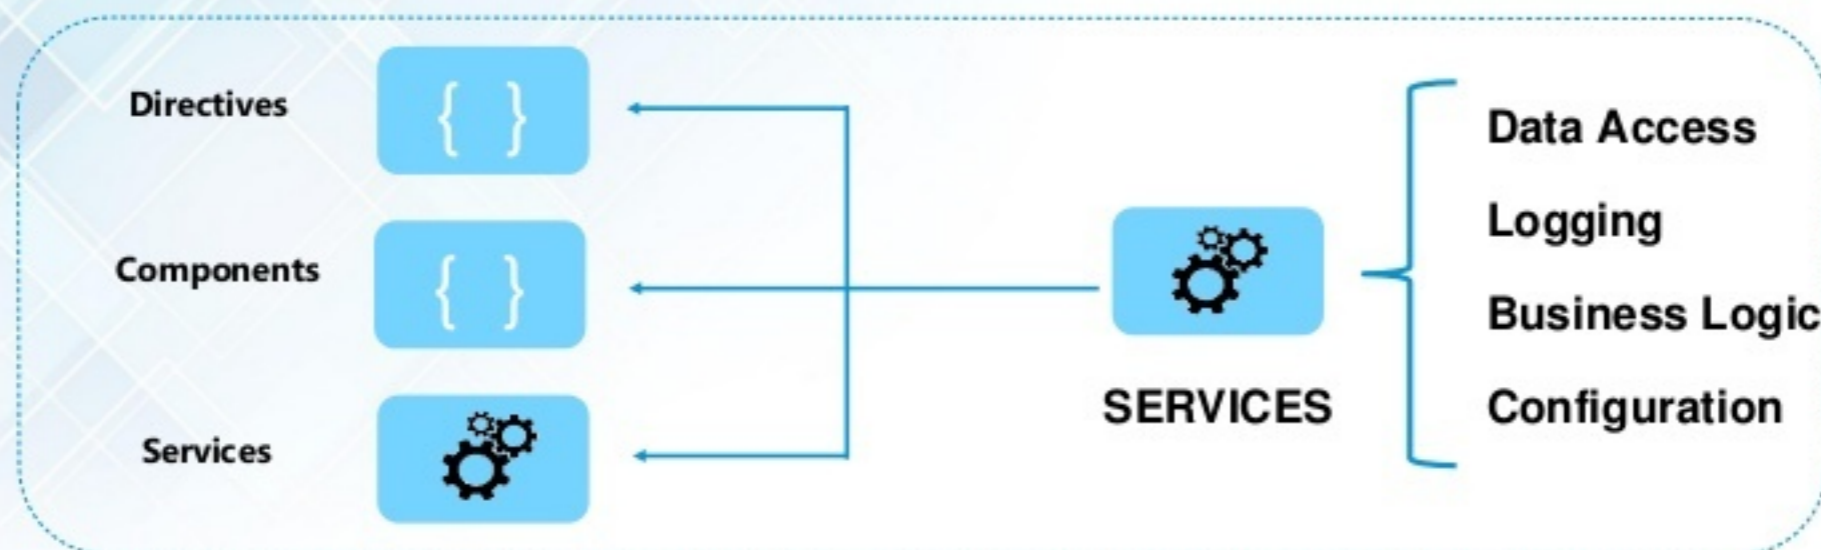 Directives
{ }
Components
{ }
Services
SERVICES
Data Access
Logging
Business Logic
Configuration